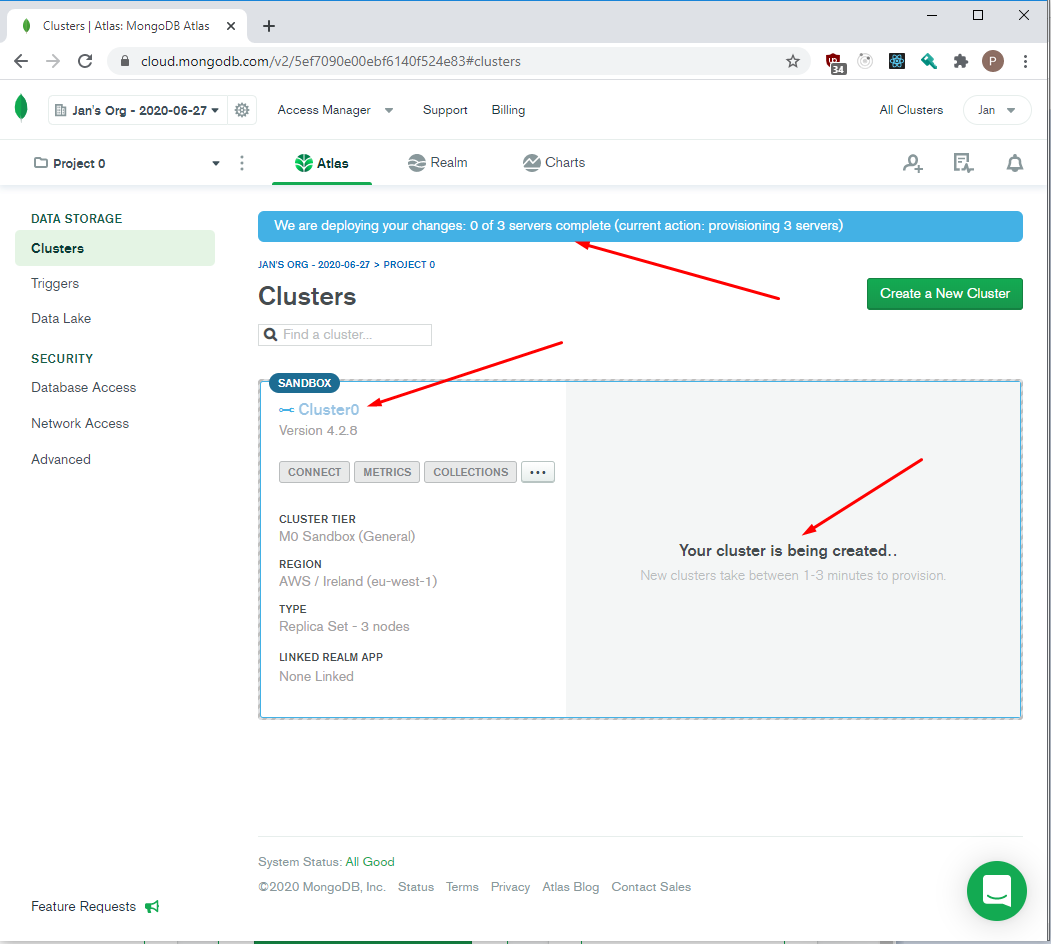 Clusters | Atlas: MongoDB Atlas
cloud.mongodb.com/v2/5ef7090e00ebf6140f524e83#clusters
34
P
Jan's Org - 2020-06-27
Access Manager
Support
Billing
All Clusters
Jan
Project 0
Atlas
Realm
Charts
DATA STORAGE
Clusters
Triggers
Data Lake
SECURITY
Database Access
Network Access
Advanced
We are deploying your changes: 0 of 3 servers complete (current action: provisioning 3 servers)
JAN'S ORG - 2020-06-27 > PROJECT 0
Clusters
Create a New Cluster
Find a cluster...
SANDBOX
Cluster0
Version 4.2.8
CONNECT
METRICS
COLLECTIONS
...
CLUSTER TIER
M0 Sandbox (General)
REGION
AWS / Ireland (eu-west-1)
TYPE
Replica Set - 3 nodes
LINKED REALM APP
None Linked
Your cluster is being created..
New clusters take between 1-3 minutes to provision.
System Status: All Good
©2020 MongoDB, Inc. Status Terms Privacy Atlas Blog Contact Sales
Feature Requests